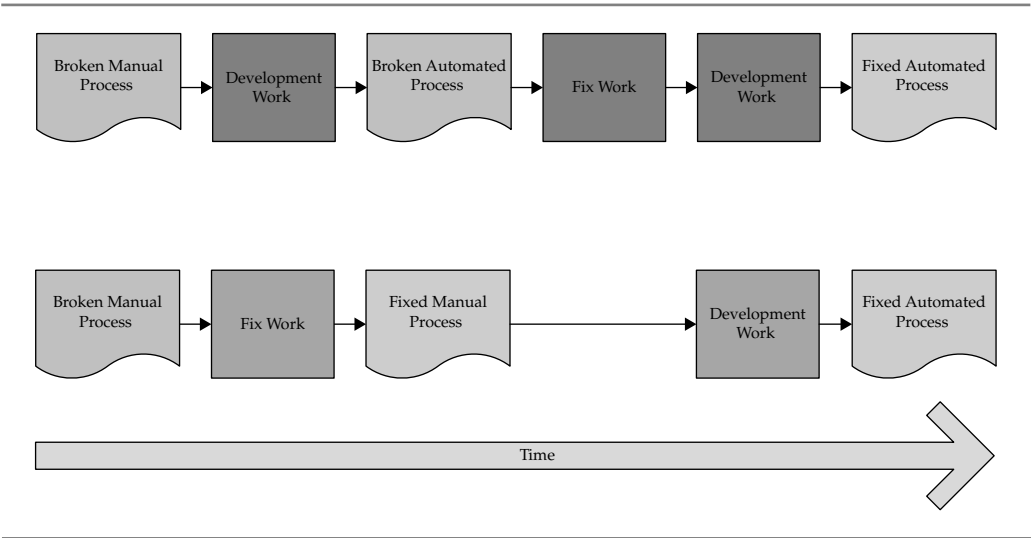 Broken Manual
Process
Development
Work
Broken Automated
Process
Fix Work
Development
Work
Fixed Automated
Process
Broken Manual
Process
Fix Work
Fixed Manual
Process
Development
Work
Fixed Automated
Process
Time